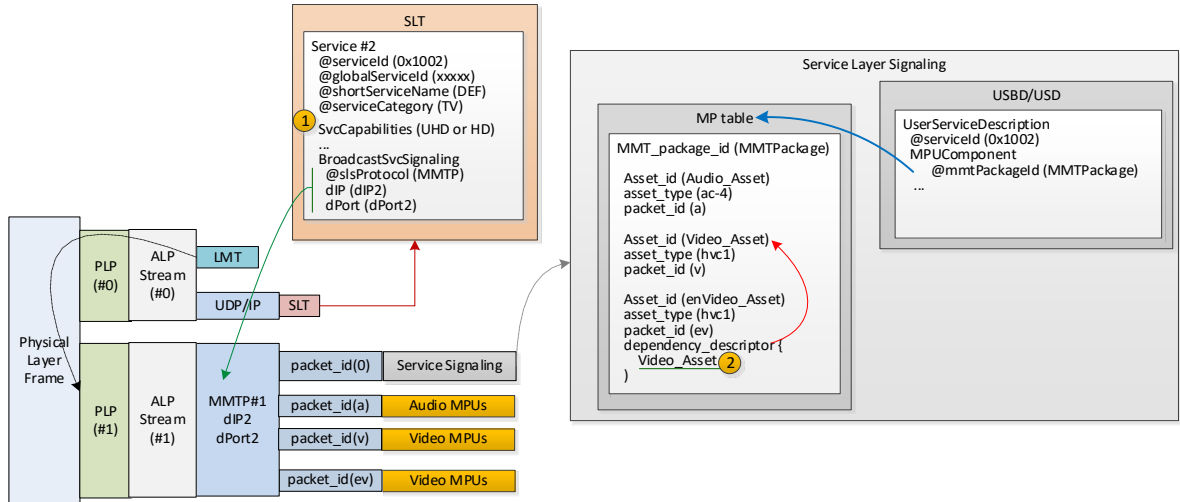 SLT
Service #2
@serviceId (0x1002)
@globalServiceId (xxxxx)
@shortServiceName (DEF)
@serviceCategory (TV)
1
SvcCapabilities (UHD or HD)
...
BroadcastSvcSignaling
@slsProtocol (MMTP)
dIP (dIP2)
dPort (dPort2)
Service Layer Signaling
MP table
MMT_package_id (MMTPackage)
Asset_id (Audio_Asset)
asset_type (ac-4)
packet_id (a)
Asset_id (Video_Asset)
asset_type (hvc1)
packet_id (v)
Asset_id (enVideo_Asset)
asset_type (hvc1)
packet_id (ev)
dependency_descriptor {
Video_Asset
2
)
USBD/USD
UserServiceDescription
@serviceId (0x1002)
MPUComponent
@mmtPackageId (MMTPackage)
...
Physical
Layer
Frame
PLP
(#0)
ALP
Stream
(#0)
LMT
UDP/IP
SLT
PLP
(#1)
ALP
Stream
(#1)
MMTP#1
dIP2
dPort2
packet_id(0)
Service Signaling
packet_id(a)
Audio MPUs
packet_id(v)
Video MPUs
packet_id(ev)
Video MPUs